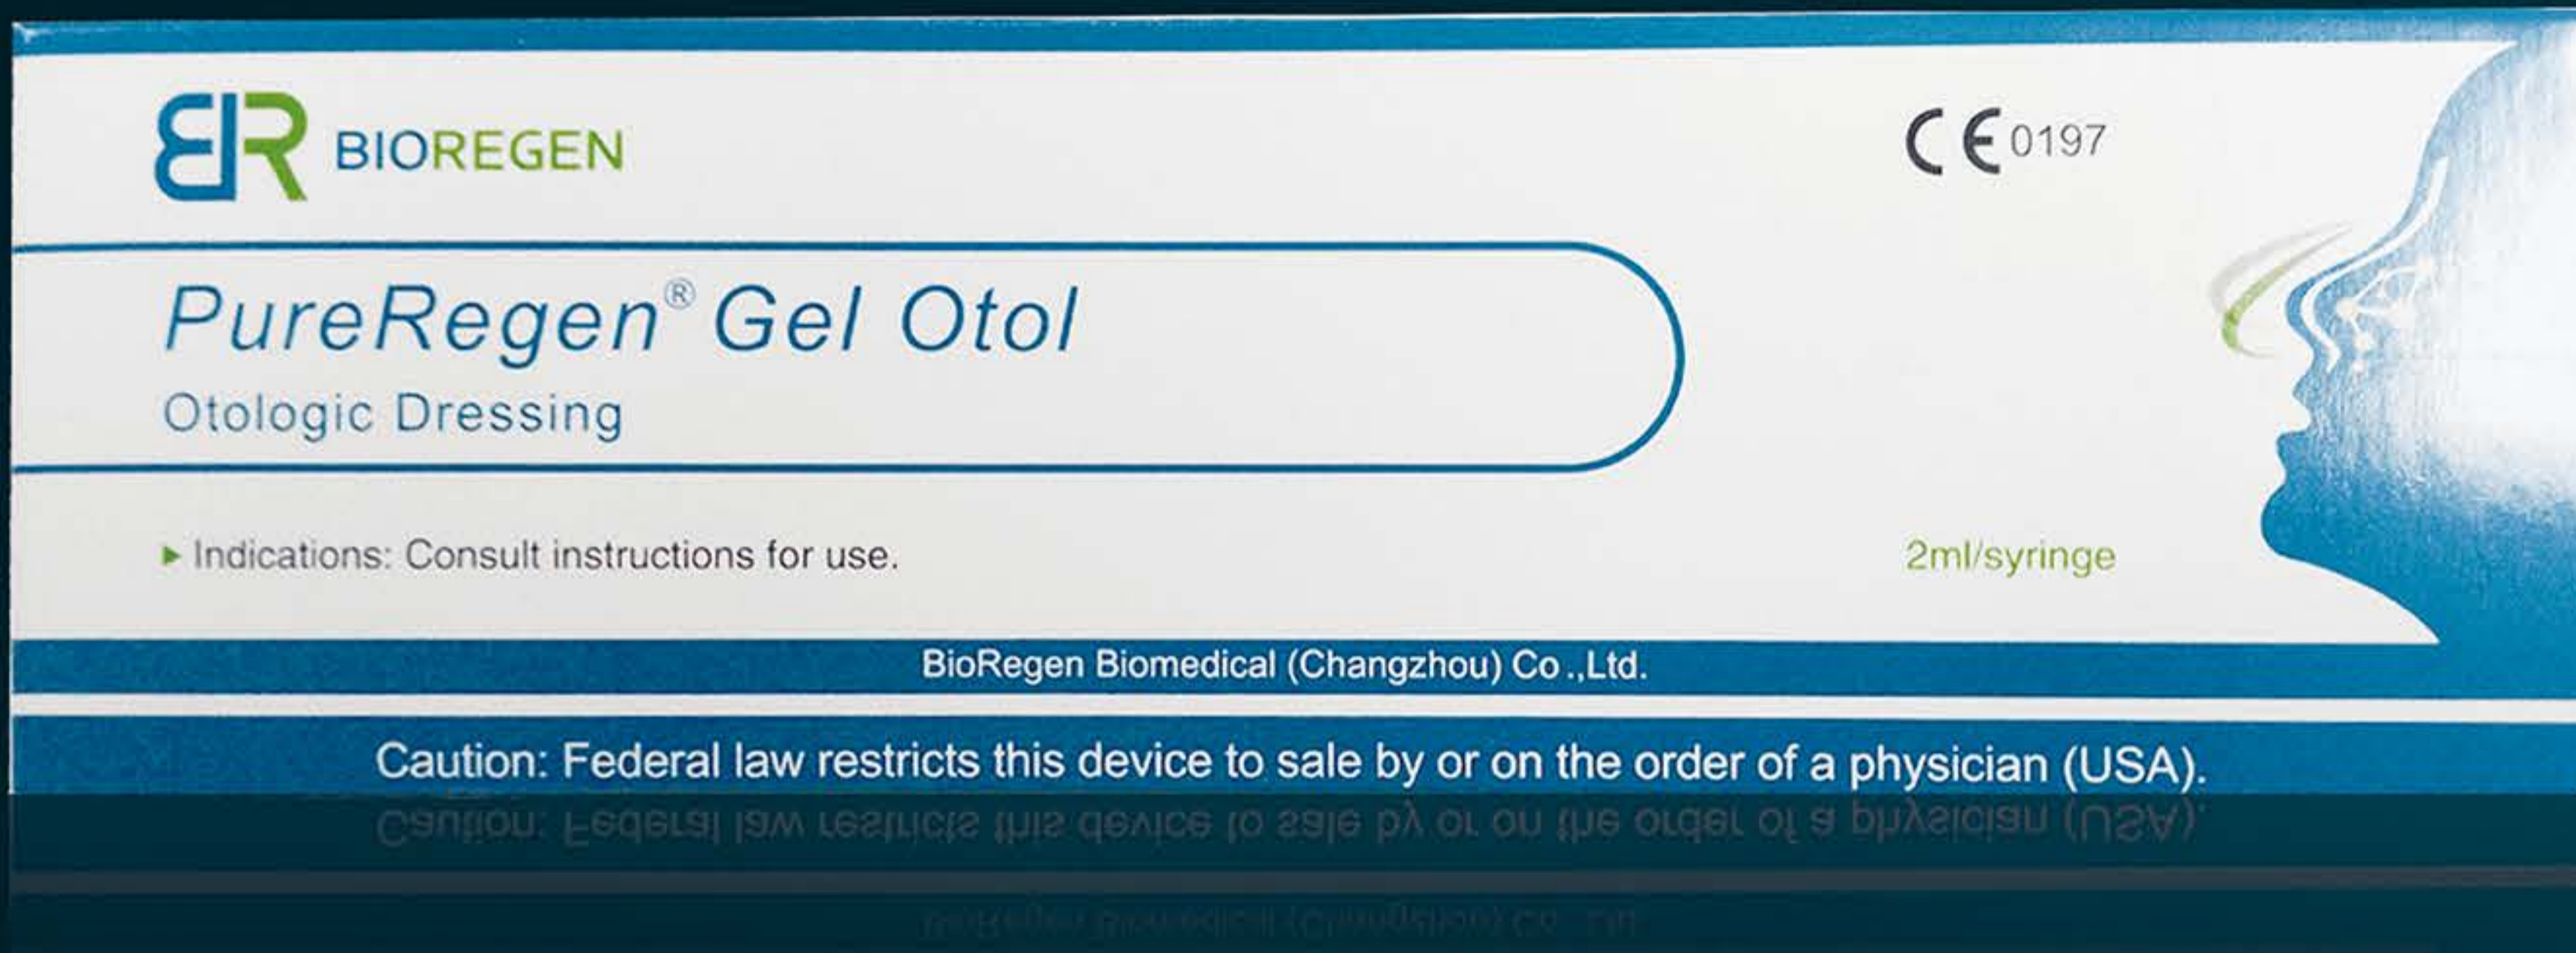 BR BIOREGEN
CE 0197
PureRegen® Gel Otol
Otologic Dressing
Indications: Consult instructions for use.
2ml/syringe
BioRegen Biomedical (Changzhou) Co.,Ltd.
Caution: Federal law restricts this device to sale by or on the order of a physician (USA).